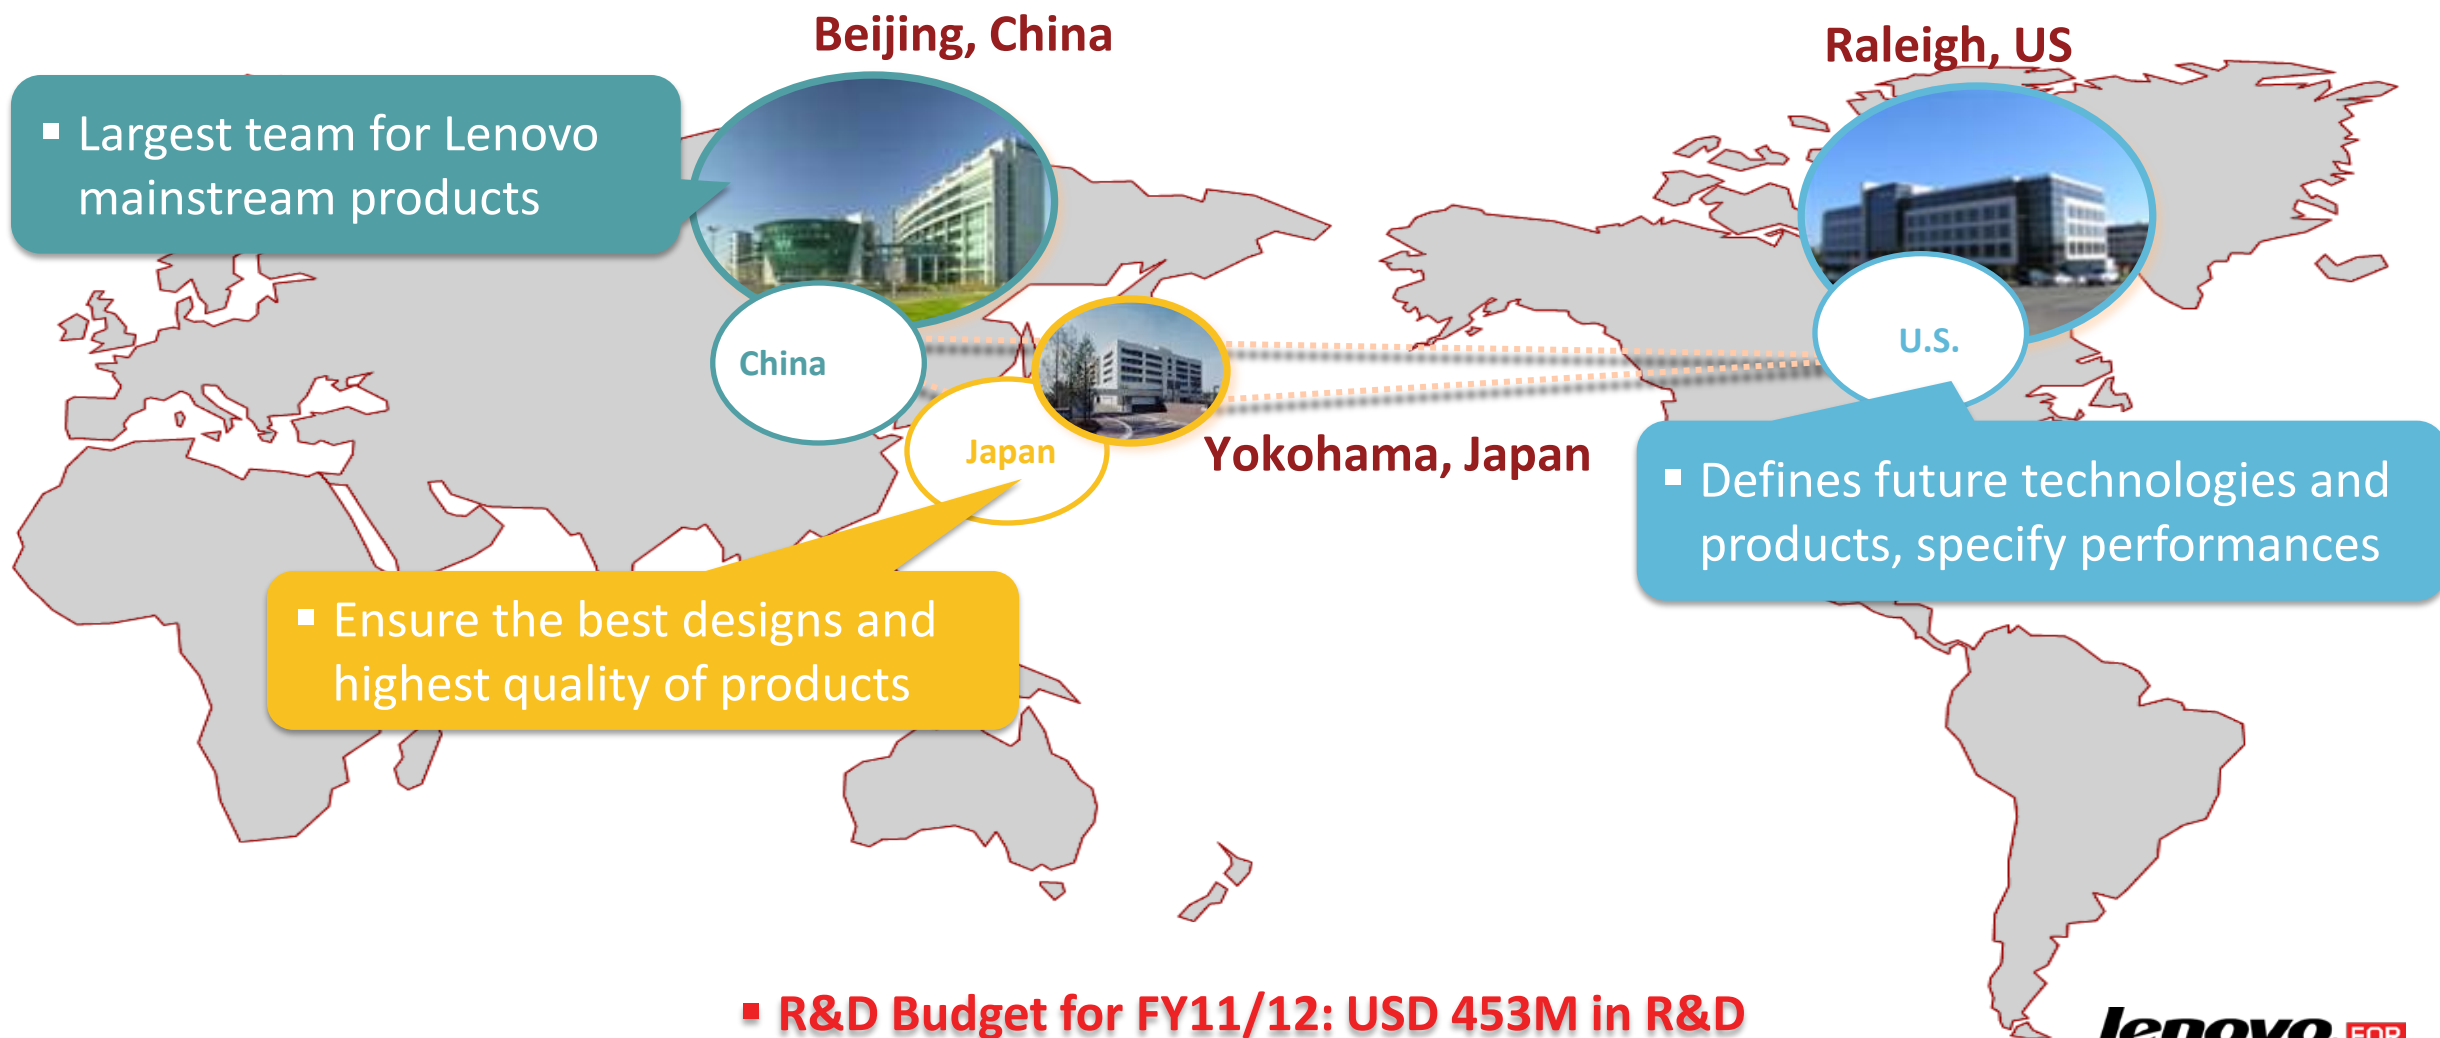 Beijing, China
Raleigh, US
▪ Largest team for Lenovo
mainstream products
China
U.S.
Japan
Yokohama, Japan
▪ Defines future technologies and
products, specify performances
▪ Ensure the best designs and
highest quality of products
▪ R&D Budget for FY11/12: USD 453M in R&D
lenovo FOR